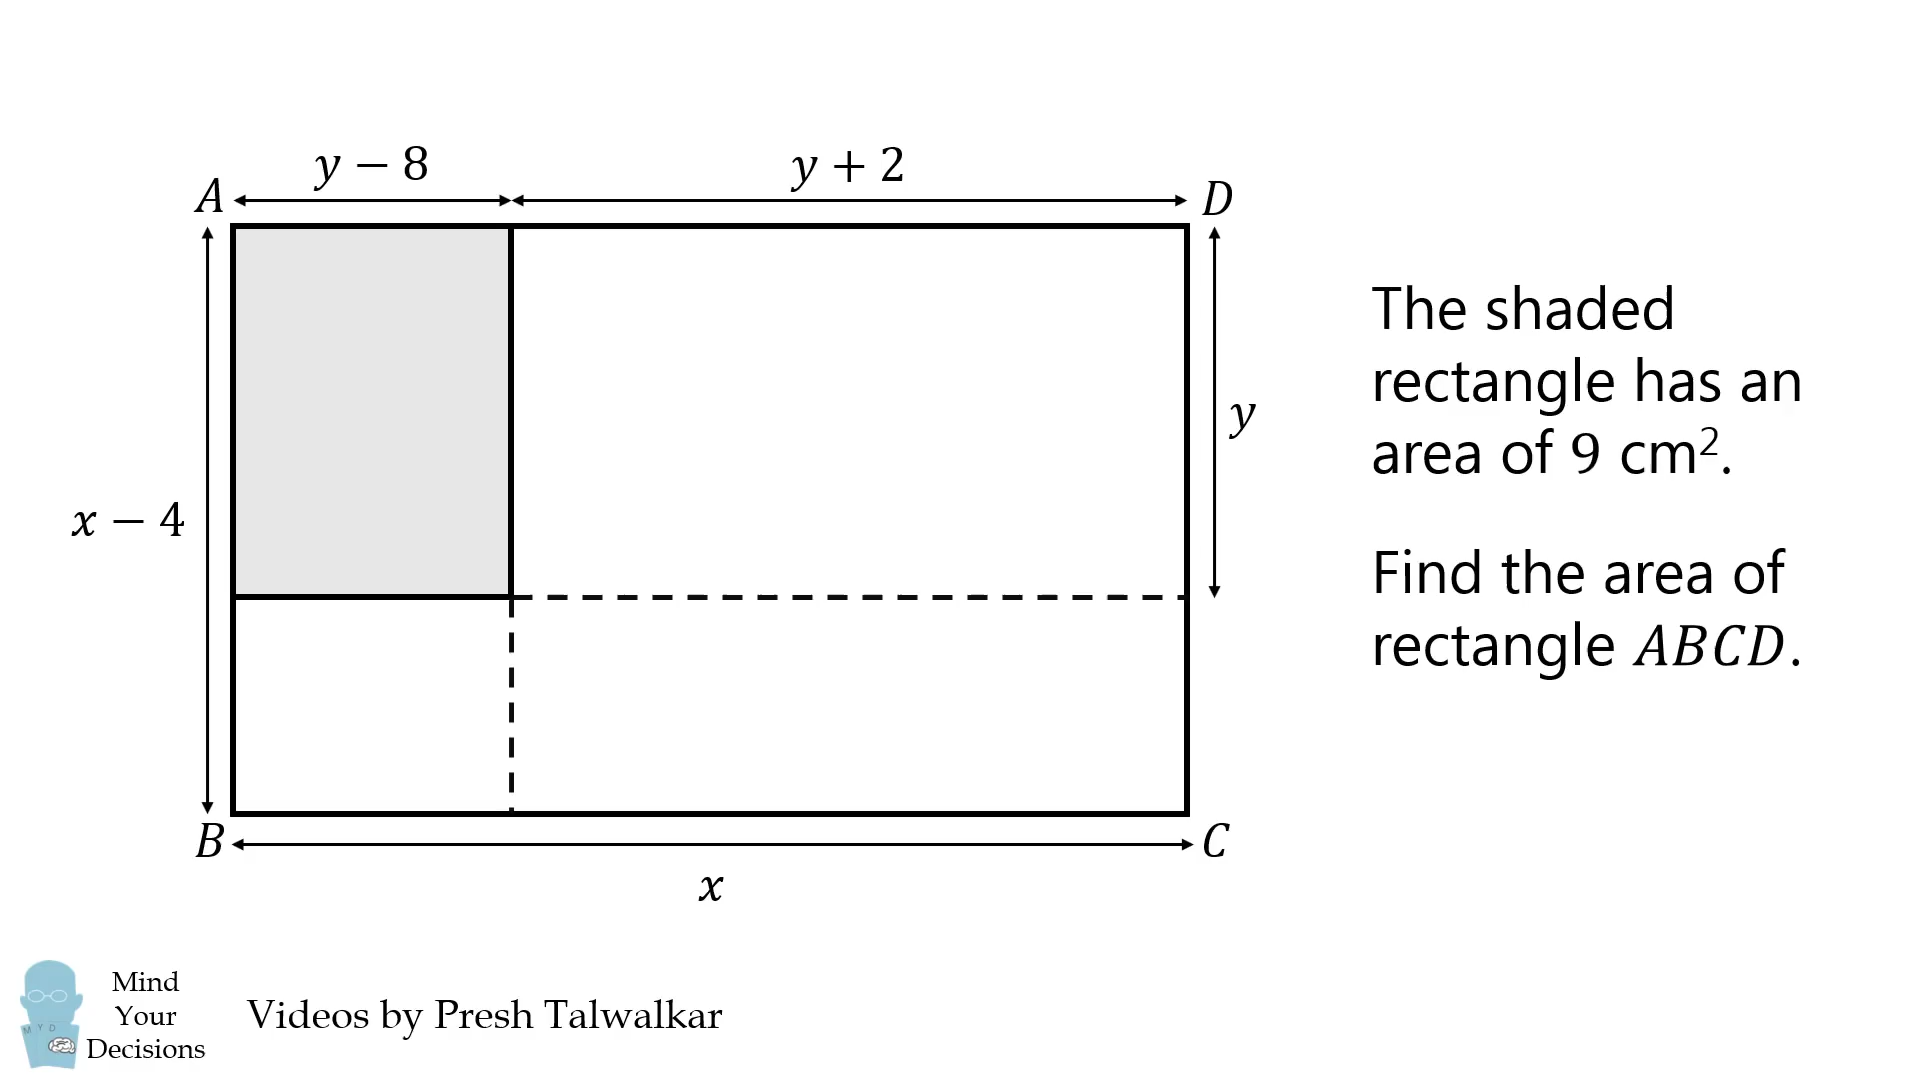 y − 8
y + 2
A
D
y
x − 4
B
C
x
The shaded
rectangle has an
area of 9 cm².
Find the area of
rectangle ABCD.
M Y D
Mind
Your
Decisions
Videos by Presh Talwalkar